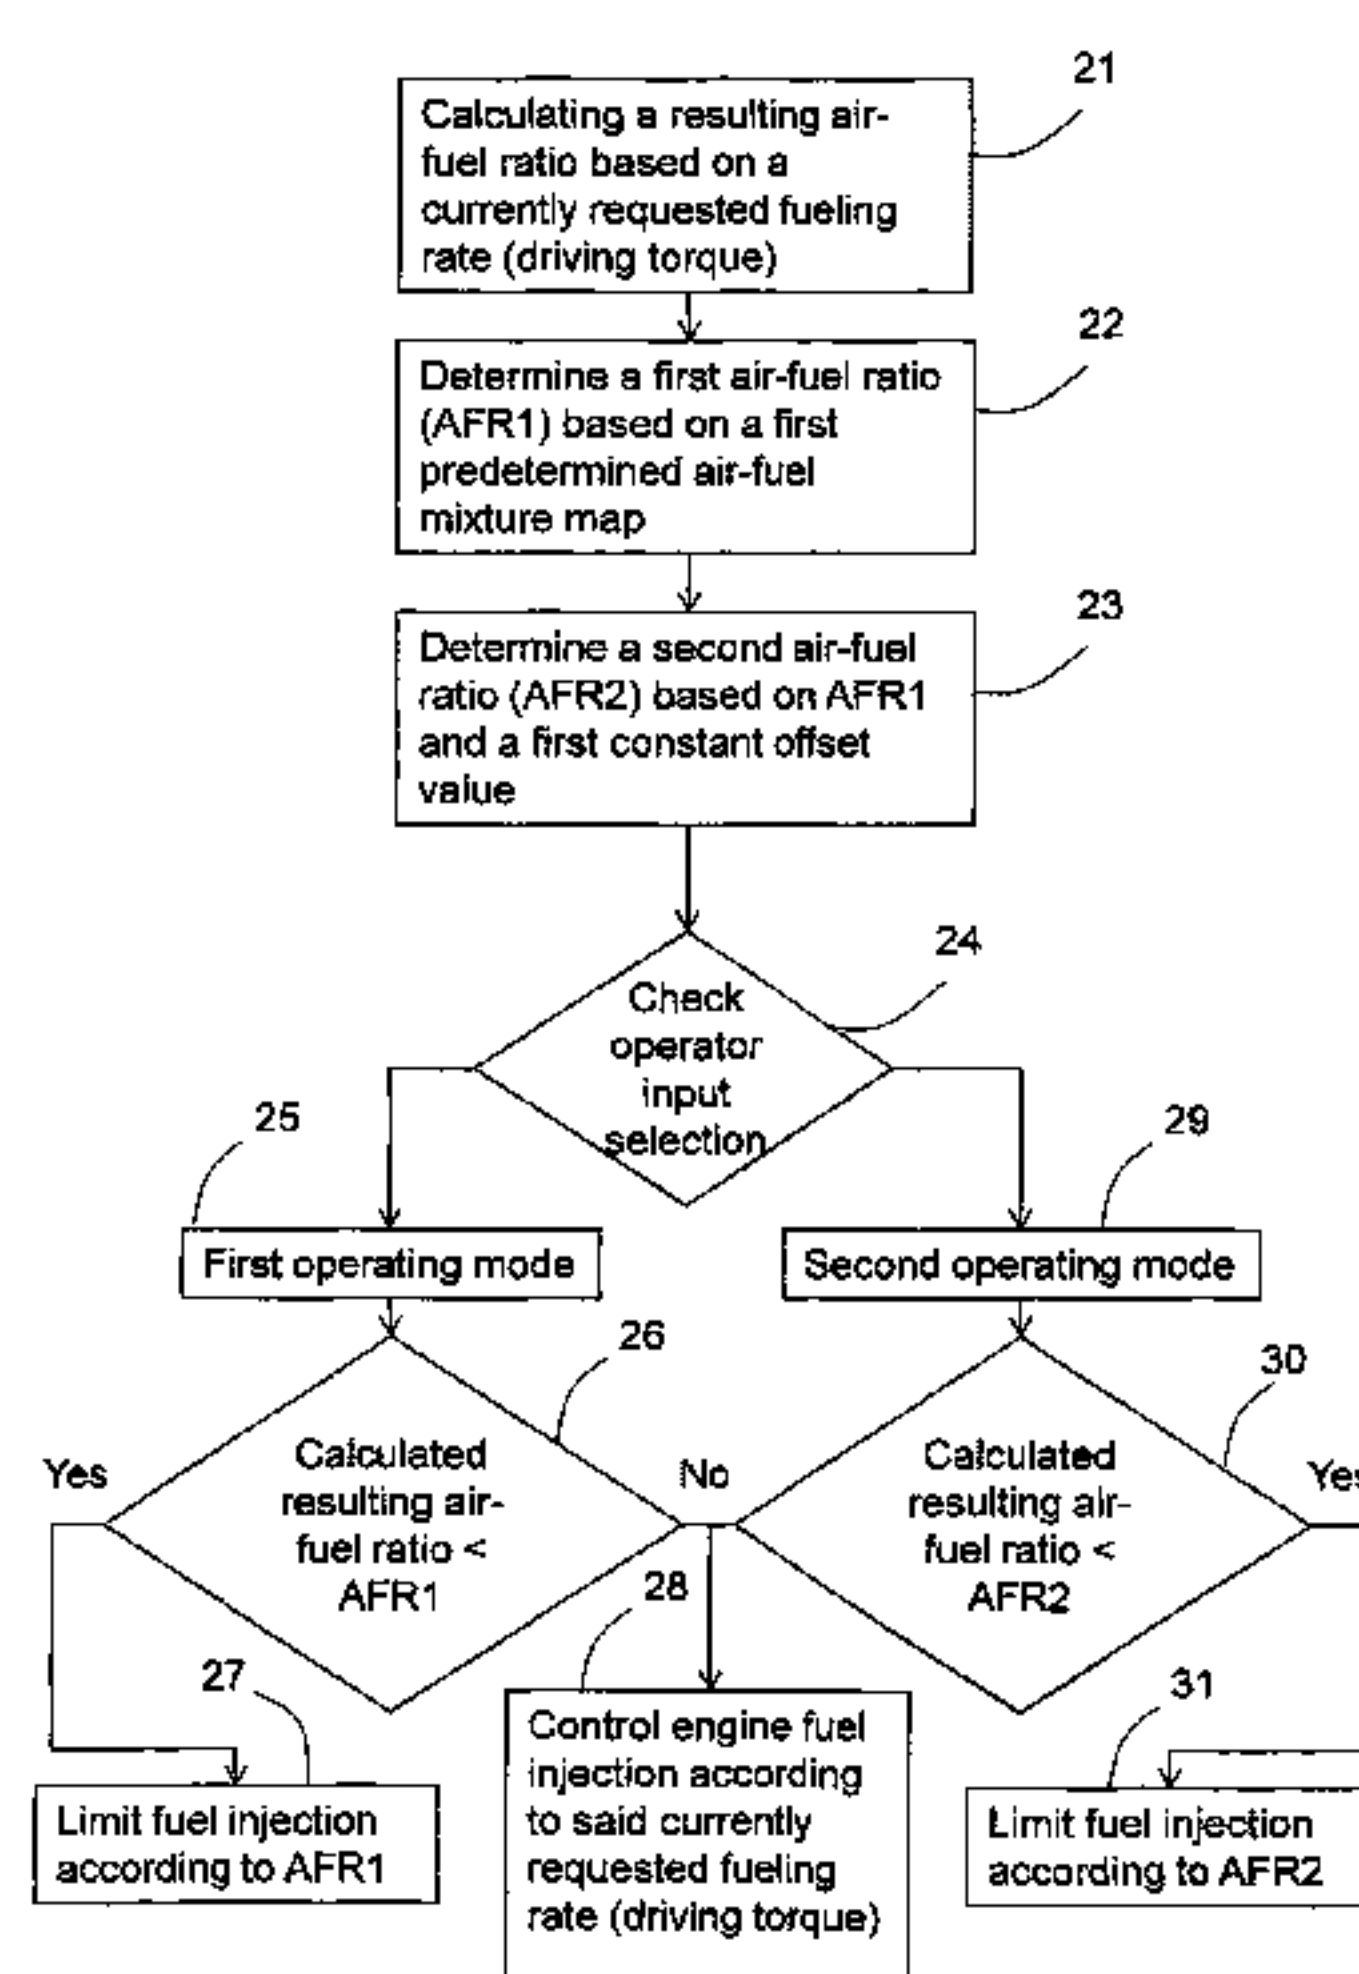 21
Calculating a resulting air-
fuel ratio based on a
currently requested fueling
rate (driving torque)
22
Determine a first air-fuel ratio
(AFR1) based on a first
predetermined air-fuel
mixture map
23
Determine a second air-fuel
ratio (AFR2) based on AFR1
and a first constant offset
value
24
Check
operator
input
selection
25
29
First operating mode
Second operating mode
26
30
Yes
Calculated
resulting air-
fuel ratio <
AFR1
No
Calculated
resulting air-
fuel ratio <
AFR2
Yes
28
27
31
Limit fuel injection
according to AFR1
Control engine fuel
injection according
to said currently
requested fueling
rate (driving torque)
Limit fuel injection
according to AFR2